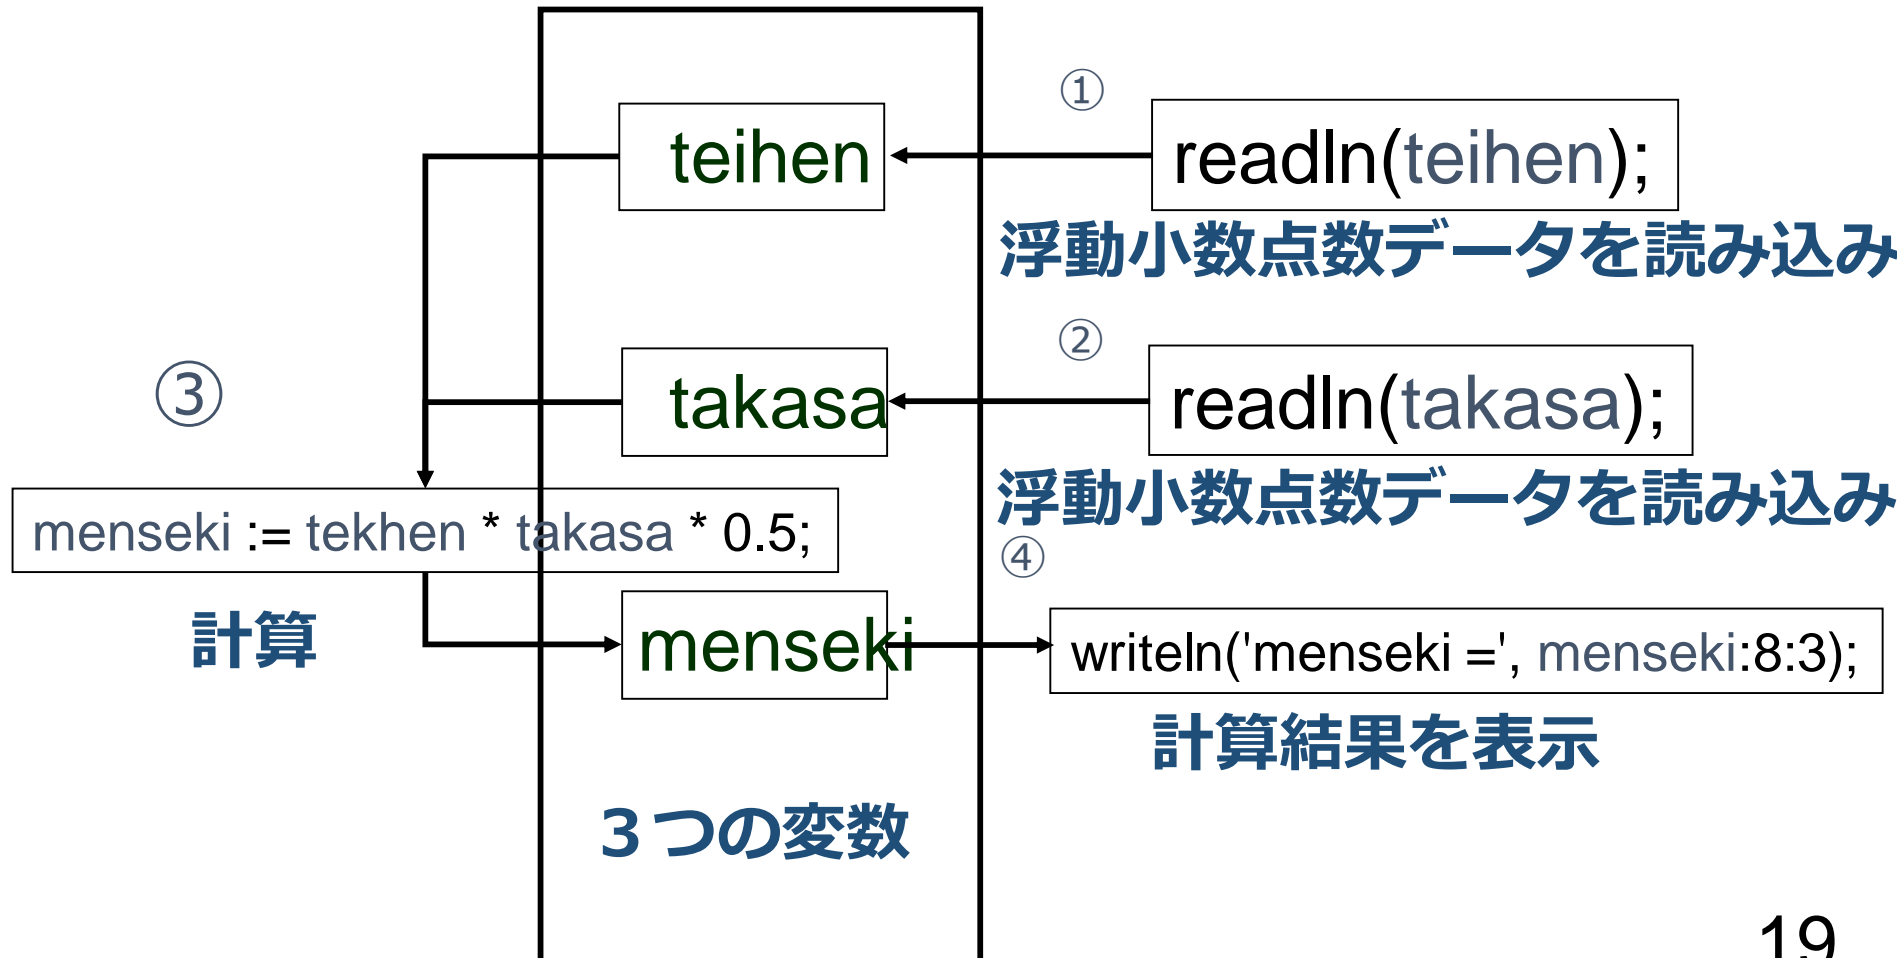 ①
teihen
readln(teihen);
浮動小数点数データを読み込み
②
③
takasa
readln(takasa);
浮動小数点数データを読み込み
menseki := tekhen * takasa * 0.5;
④
計算
menseki
writeln('menseki =', menseki:8:3);
計算結果を表示
３つの変数
19